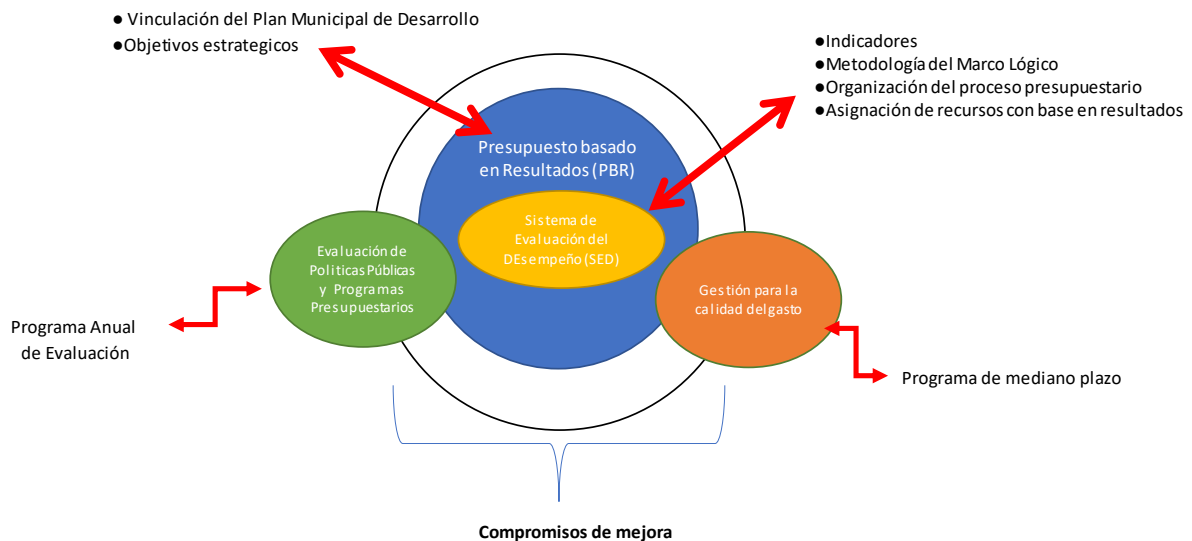 ● Vinculación del Plan Municipal de Desarrollo
●Objetivos estrategicos
●Indicadores
●Metodología del Marco Lógico
●Organización del proceso presupuestario
●Asignación de recursos con base en resultados
Presupuesto basado
en Resultados (PBR)
Sistema de
Evaluación del
DEsempeño (SED)
Evaluación de
Politicas Públicas
y Programas
Presupuestarios
Gestión para la
calidad del gasto
Programa Anual
de Evaluación
Programa de mediano plazo
Compromisos de mejora